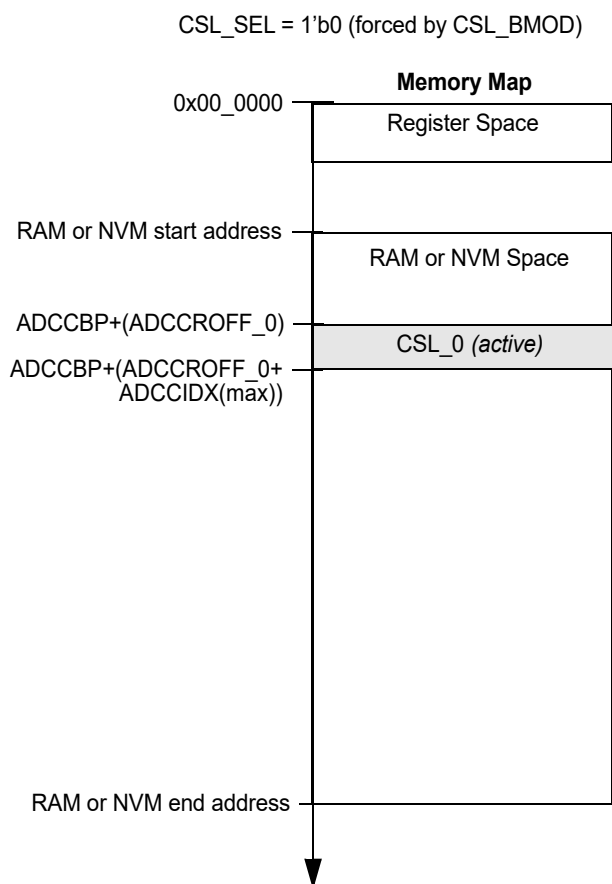 CSL_SEL = 1'b0 (forced by CSL_BMOD)
Memory Map
0x00_0000
Register Space
RAM or NVM start address
RAM or NVM Space
ADCCBP+(ADCCROFF_0)
CSL_0 (active)
ADCCBP+(ADCCROFF_0+
ADCCIDX(max))
RAM or NVM end address